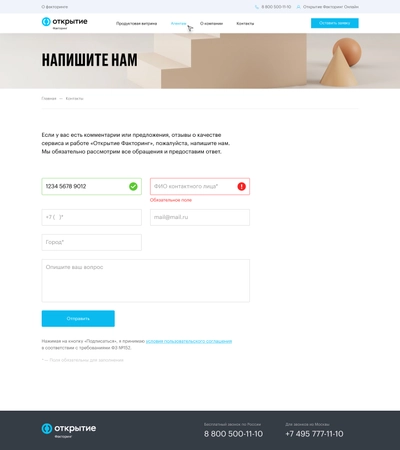 О факторинге
8 800 500-11-10
Открытие Факторинг Онлайн
открытие
Факторинг
Продуктовая витрина
Клиентам
О компании
Контакты
Оставить заявку
НАПИШИТЕ НАМ
Главная — Контакты
Если у вас есть комментарии или предложения, отзывы о качестве
сервиса и работе «Открытие Факторинг», пожалуйста, напишите нам.
Мы обязательно рассмотрим все обращения и предоставим ответ.
1234 5678 9012
ФИО контактного лица*
Обязательное поле
+7 ( )*
mail@mail.ru
Город*
Опишите ваш вопрос
Отправить
Нажимая на кнопку «Подписаться», я принимаю условия пользовательского соглашения
в соответствии с требованиями ФЗ №152.
* — Поля обязательны для заполнения
открытие
Факторинг
Бесплатный звонок по России
8 800 500-11-10
Для звонков из Москвы
+7 495 777-11-10